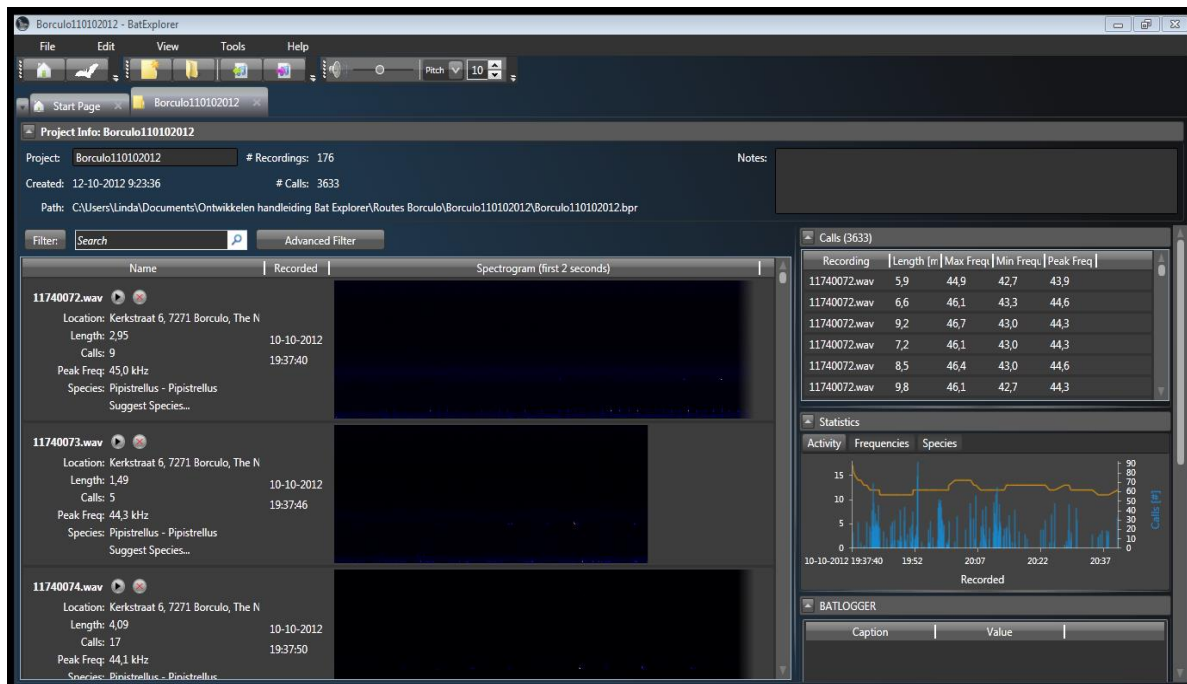 Borculo110102012 - BatExplorer
File Edit View Tools Help
Pitch 10
Start Page Borculo110102012
Project Info: Borculo110102012
Project: Borculo110102012 # Recordings: 176 Notes:
Created: 12-10-2012 9:23:36 # Calls: 3633
Path: C:\Users\Linda\Documents\Ontwikkelen handleiding Bat Explorer\Routes Borculo\Borculo110102012\Borculo110102012.bpr
Filter: Search Advanced Filter
Name Recorded Spectrogram (first 2 seconds)
11740072.wav
Location: Kerkstraat 6, 7271 Borculo, The N
Length: 2,95
Calls: 9
Peak Freq: 45,0 kHz
Species: Pipistrellus - Pipistrellus
Suggest Species...
10-10-2012
19:37:40
11740073.wav
Location: Kerkstraat 6, 7271 Borculo, The N
Length: 1,49
Calls: 5
Peak Freq: 44,3 kHz
Species: Pipistrellus - Pipistrellus
Suggest Species...
10-10-2012
19:37:46
11740074.wav
Location: Kerkstraat 6, 7271 Borculo, The N
Length: 4,09
Calls: 17
Peak Freq: 44,1 kHz
Species: Pipistrellus - Pipistrellus
10-10-2012
19:37:50
Calls (3633)
Recording Length [m Max Frequ Min Frequ Peak Freq
11740072.wav 5,9 44,9 42,7 43,9
11740072.wav 6,6 46,1 43,3 44,6
11740072.wav 9,2 46,7 43,0 44,3
11740072.wav 7,2 46,1 43,0 44,3
11740072.wav 8,5 46,4 43,0 44,6
11740072.wav 9,8 46,1 42,7 44,3
Statistics
Activity Frequencies Species
15
10
5
0
90
80
70
60
50
40
30
20
10
0
Calls [#]
10-10-2012 19:37:40 19:52 20:07 20:22 20:37
Recorded
BATLOGGER
Caption Value